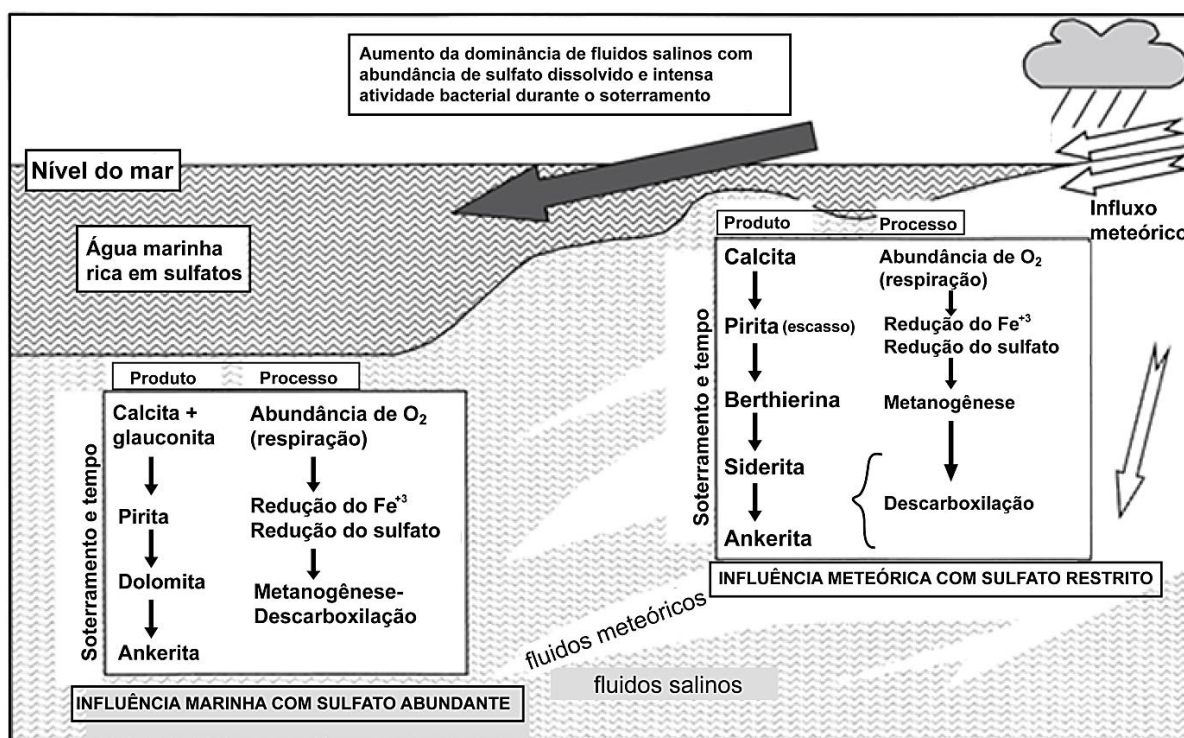 Aumento da dominância de fluidos salinos com
abundância de sulfato dissolvido e intensa
atividade bacterial durante o soterramento
Nível do mar
Água marinha
rica em sulfatos
Influxo
meteórico
Produto Processo
Soterramento e tempo
Calcita
Pirita (escasso)
Berthierina
Siderita
Ankerita
Abundância de O₂
(respiração)
Redução do Fe⁺³
Redução do sulfato
Metanogênese
Descarboxilação
INFLUÊNCIA METEÓRICA COM SULFATO RESTRITO
Produto Processo
Soterramento e tempo
Calcita +
glauconita
Pirita
Dolomita
Ankerita
Abundância de O₂
(respiração)
Redução do Fe⁺³
Redução do sulfato
Metanogênese-
Descarboxilação
INFLUÊNCIA MARINHA COM SULFATO ABUNDANTE
fluidos meteóricos
fluidos salinos